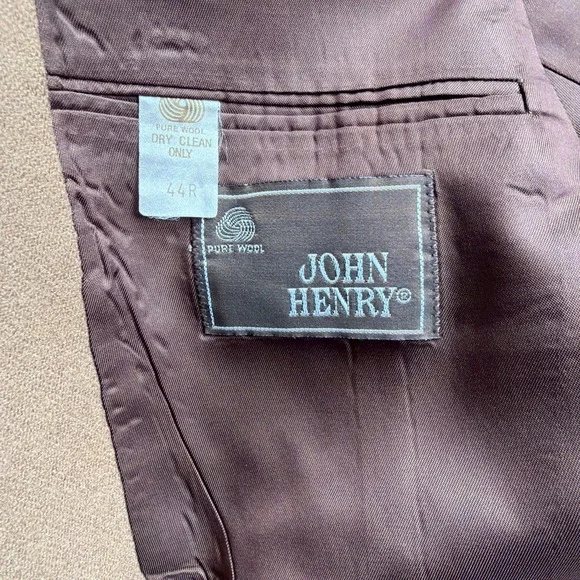 PURE WOOL
DRY CLEAN
ONLY
44R
PURE WOOL
JOHN
HENRY®